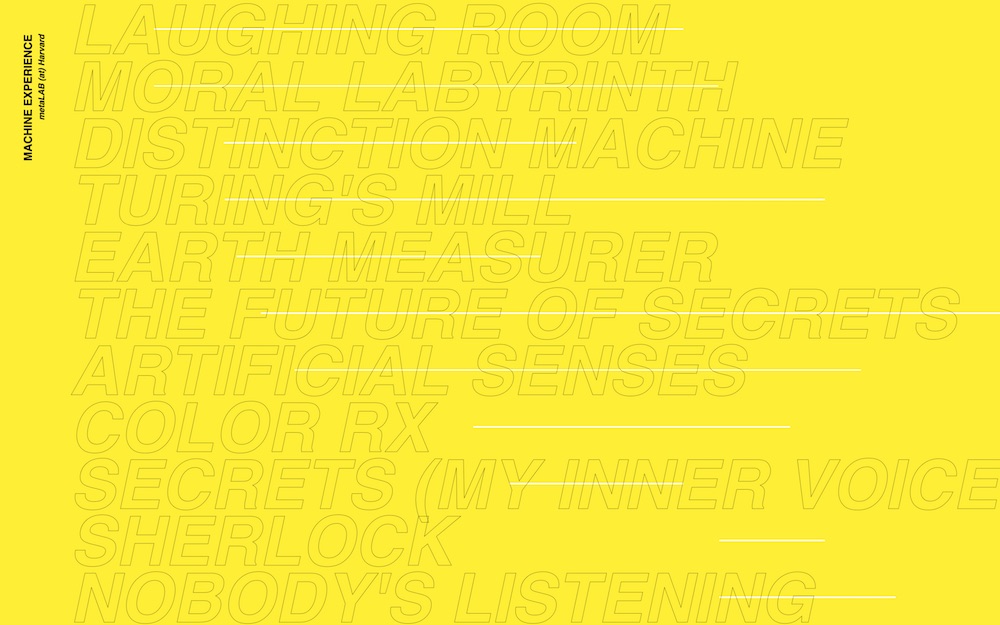 MACHINE EXPERIENCE
metaLAB (at) Harvard
LAUGHING ROOM
MORAL LABYRINTH
DISTINCTION MACHINE
TURING'S MILL
EARTH MEASURER
THE FUTURE OF SECRETS
ARTIFICIAL SENSES
COLOR RX
SECRETS (MY INNER VOICE
SHERLOCK
NOBODY'S LISTENING